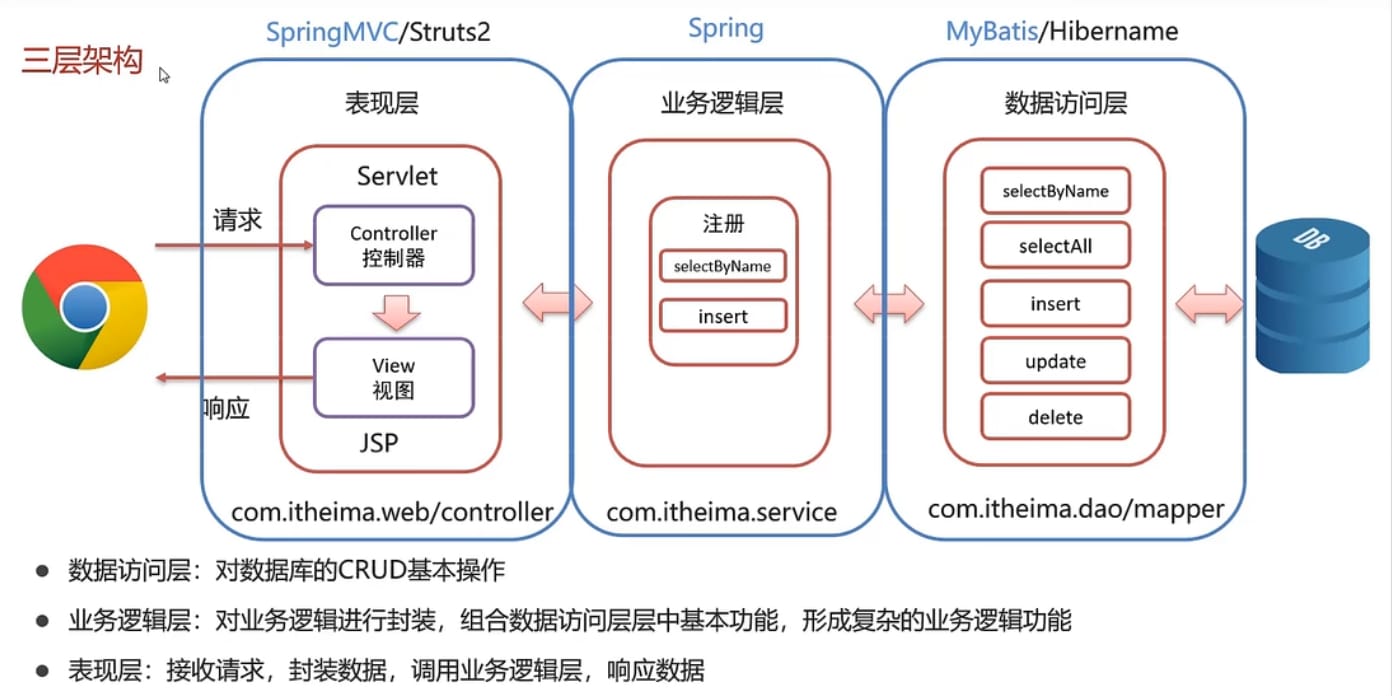 三层架构
SpringMVC/Struts2
Spring
MyBatis/Hibername
表现层
业务逻辑层
数据访问层
Servlet
请求
Controller
控制器
View
视图
响应
JSP
注册
selectByName
insert
selectByName
selectAll
insert
update
delete
DB
com.itheima.web/controller
com.itheima.service
com.itheima.dao/mapper
● 数据访问层：对数据库的CRUD基本操作
● 业务逻辑层：对业务逻辑进行封装，组合数据访问层层中基本功能，形成复杂的业务逻辑功能
● 表现层：接收请求，封装数据，调用业务逻辑层，响应数据